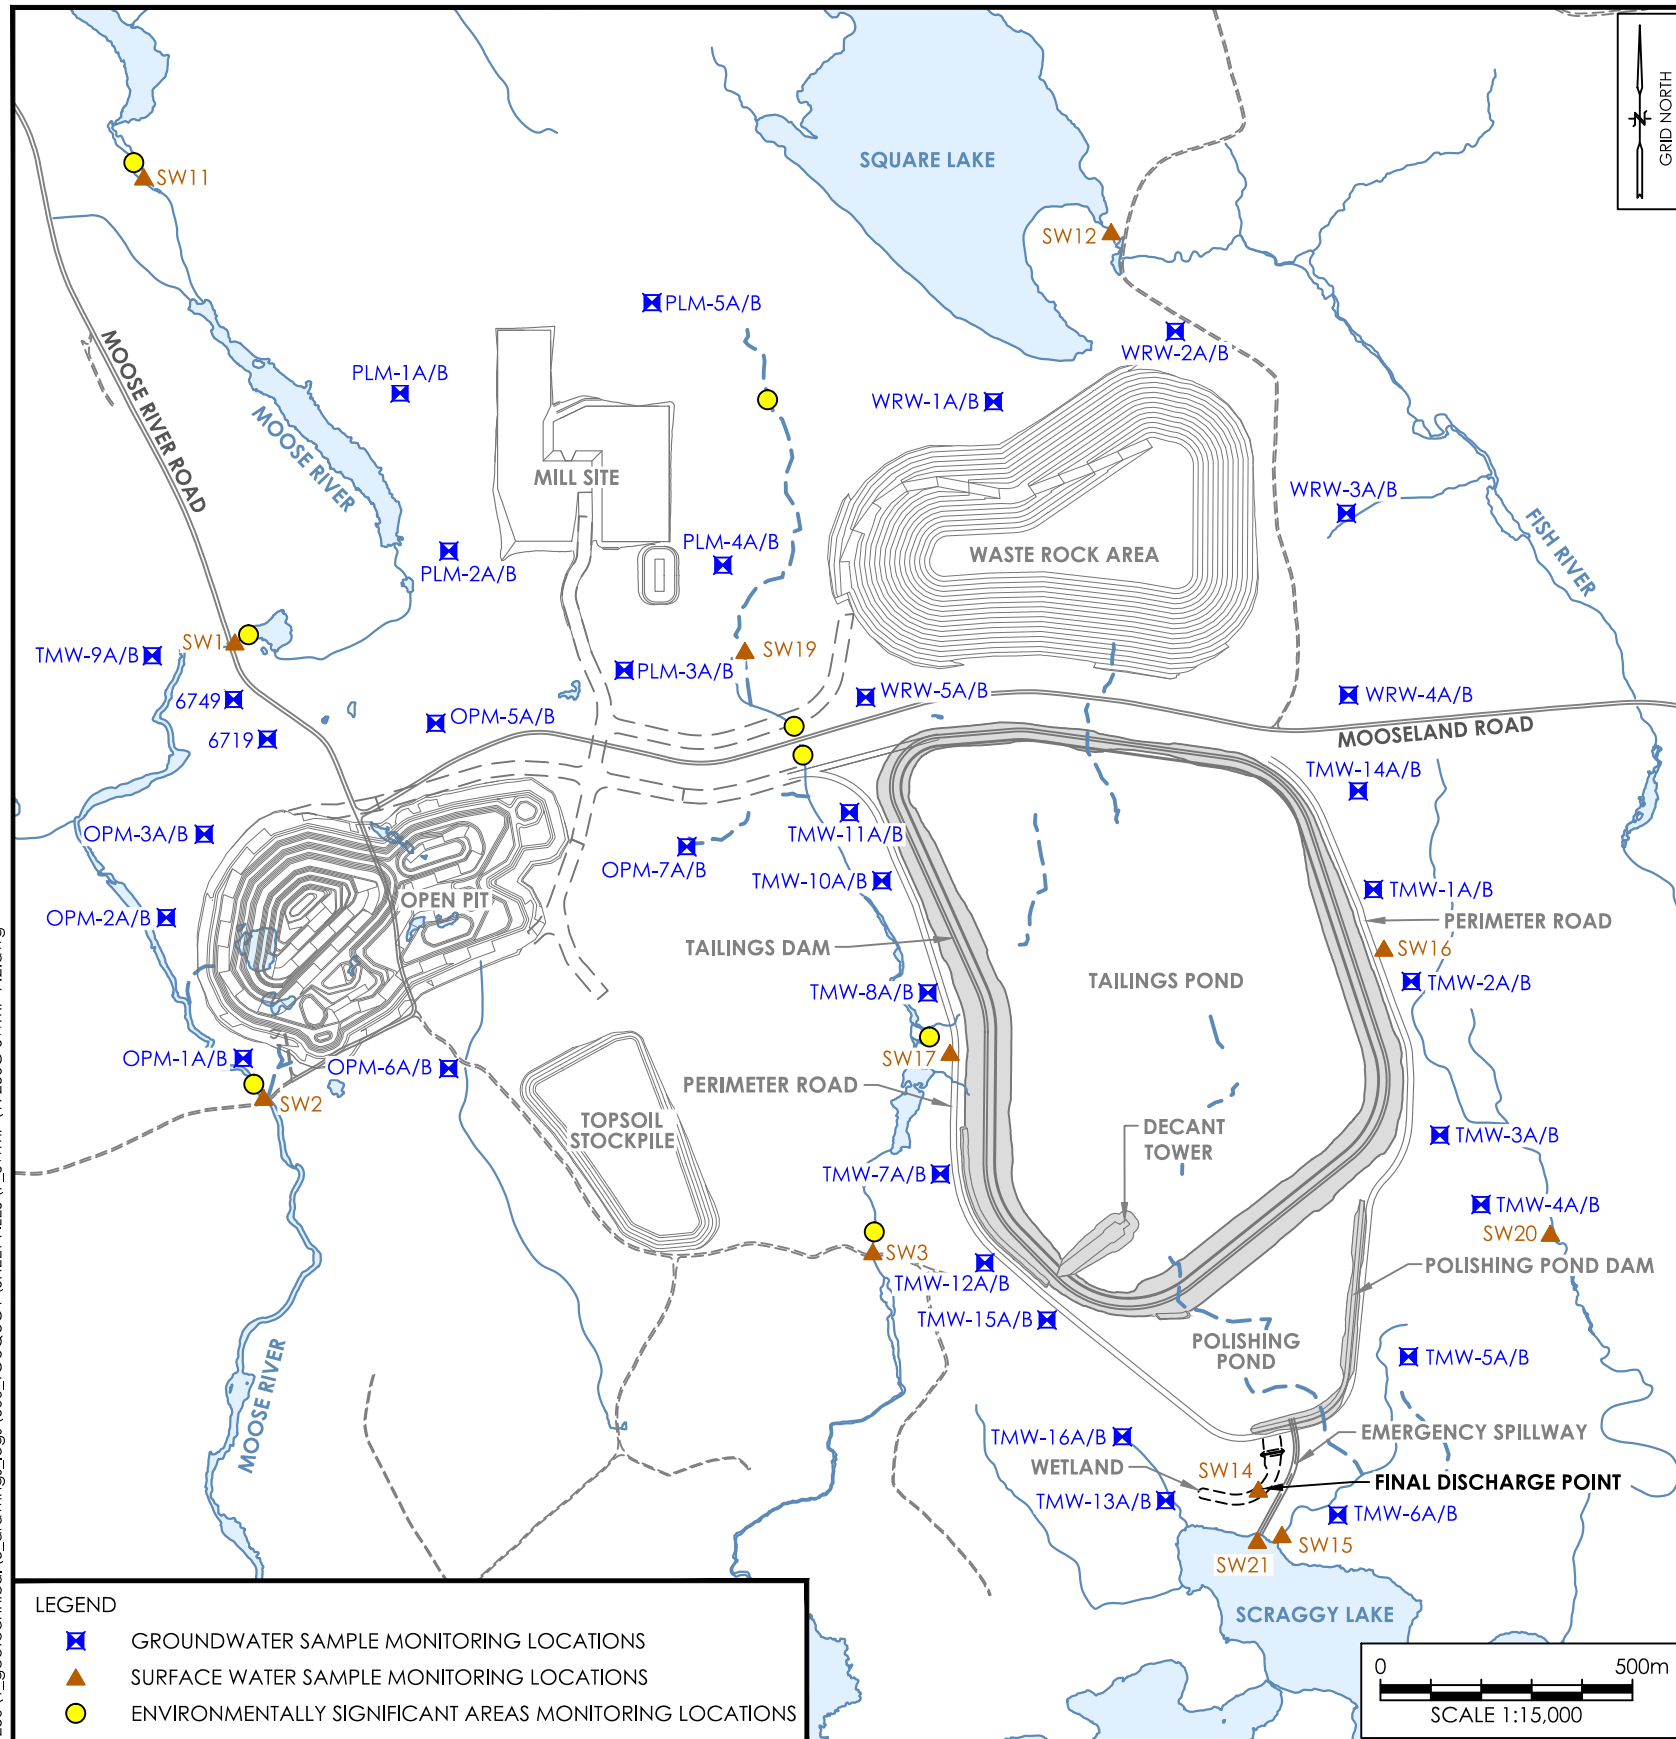 GRID NORTH
SQUARE LAKE
SW11
SW12
PLM-5A/B
MOOSE RIVER ROAD
WRW-2A/B
PLM-1A/B
WRW-1A/B
MOOSE RIVER
MILL SITE
WRW-3A/B
FISH RIVER
PLM-4A/B
WASTE ROCK AREA
PLM-2A/B
SW1
TMW-9A/B
SW19
PLM-3A/B
6749
WRW-5A/B
WRW-4A/B
OPM-5A/B
6719
MOOSELAND ROAD
TMW-14A/B
OPM-3A/B
TMW-11A/B
OPM-7A/B
TMW-10A/B
TMW-1A/B
OPEN PIT
OPM-2A/B
PERIMETER ROAD
TAILINGS DAM
SW16
TAILINGS POND
TMW-2A/B
TMW-8A/B
OPM-1A/B
SW17
OPM-6A/B
PERIMETER ROAD
SW2
TOPSOIL
STOCKPILE
DECANT
TOWER
TMW-3A/B
TMW-7A/B
TMW-4A/B
SW20
SW3
POLISHING POND DAM
TMW-12A/B
TMW-15A/B
POLISHING
POND
TMW-5A/B
MOOSE RIVER
TMW-16A/B
EMERGENCY SPILLWAY
WETLAND
SW14
FINAL DISCHARGE POINT
TMW-13A/B
TMW-6A/B
SW15
SW21
SCRAGGY LAKE
LEGEND
GROUNDWATER SAMPLE MONITORING LOCATIONS
SURFACE WATER SAMPLE MONITORING LOCATIONS
ENVIRONMENTALLY SIGNIFICANT AREAS MONITORING LOCATIONS
0 500m
SCALE 1:15,000